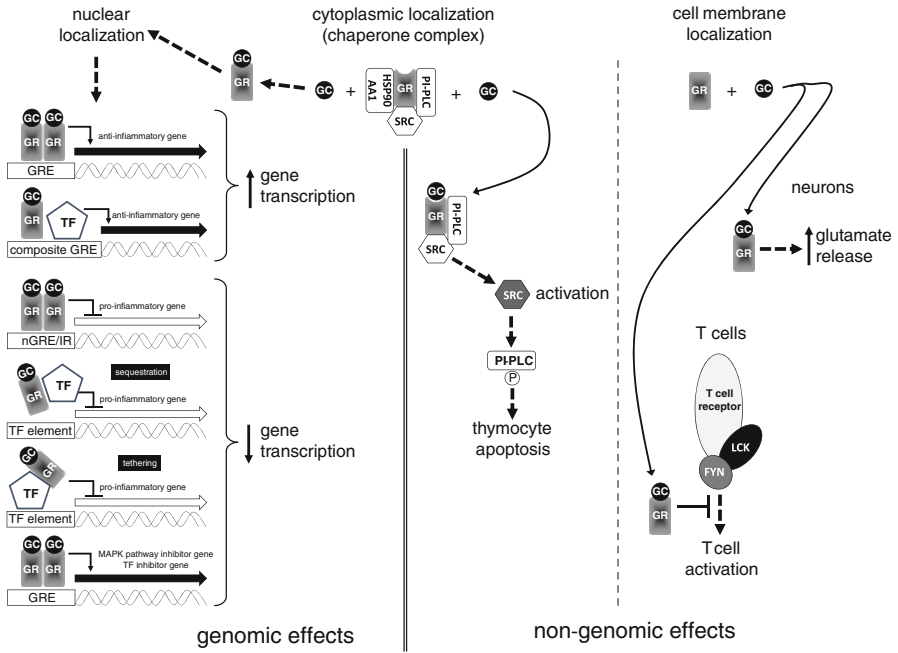 nuclear
localization
cytoplasmic localization
(chaperone complex)
cell membrane
localization
GC
GR
GC
+
HSP90
AA1
GR
PI-PLC
SRC
+
GC
GR
+
GC
GC GC
GR GR
anti-inflammatory gene
GRE
GC
GR
TF
anti-inflammatory gene
composite GRE
gene
transcription
GC GC
GR GR
pro-inflammatory gene
nGRE/IR
GC
GR
TF
sequestration
pro-inflammatory gene
TF element
GC
GR
TF
tethering
pro-inflammatory gene
TF element
GC GC
GR GR
MAPK pathway inhibitor gene
TF inhibitor gene
GRE
gene
transcription
genomic effects
GC
GR
PI-PLC
SRC
SRC
activation
PI-PLC
P
thymocyte
apoptosis
neurons
GC
GR
glutamate
release
T cells
T cell
receptor
LCK
FYN
GC
GR
T cell
activation
non-genomic effects